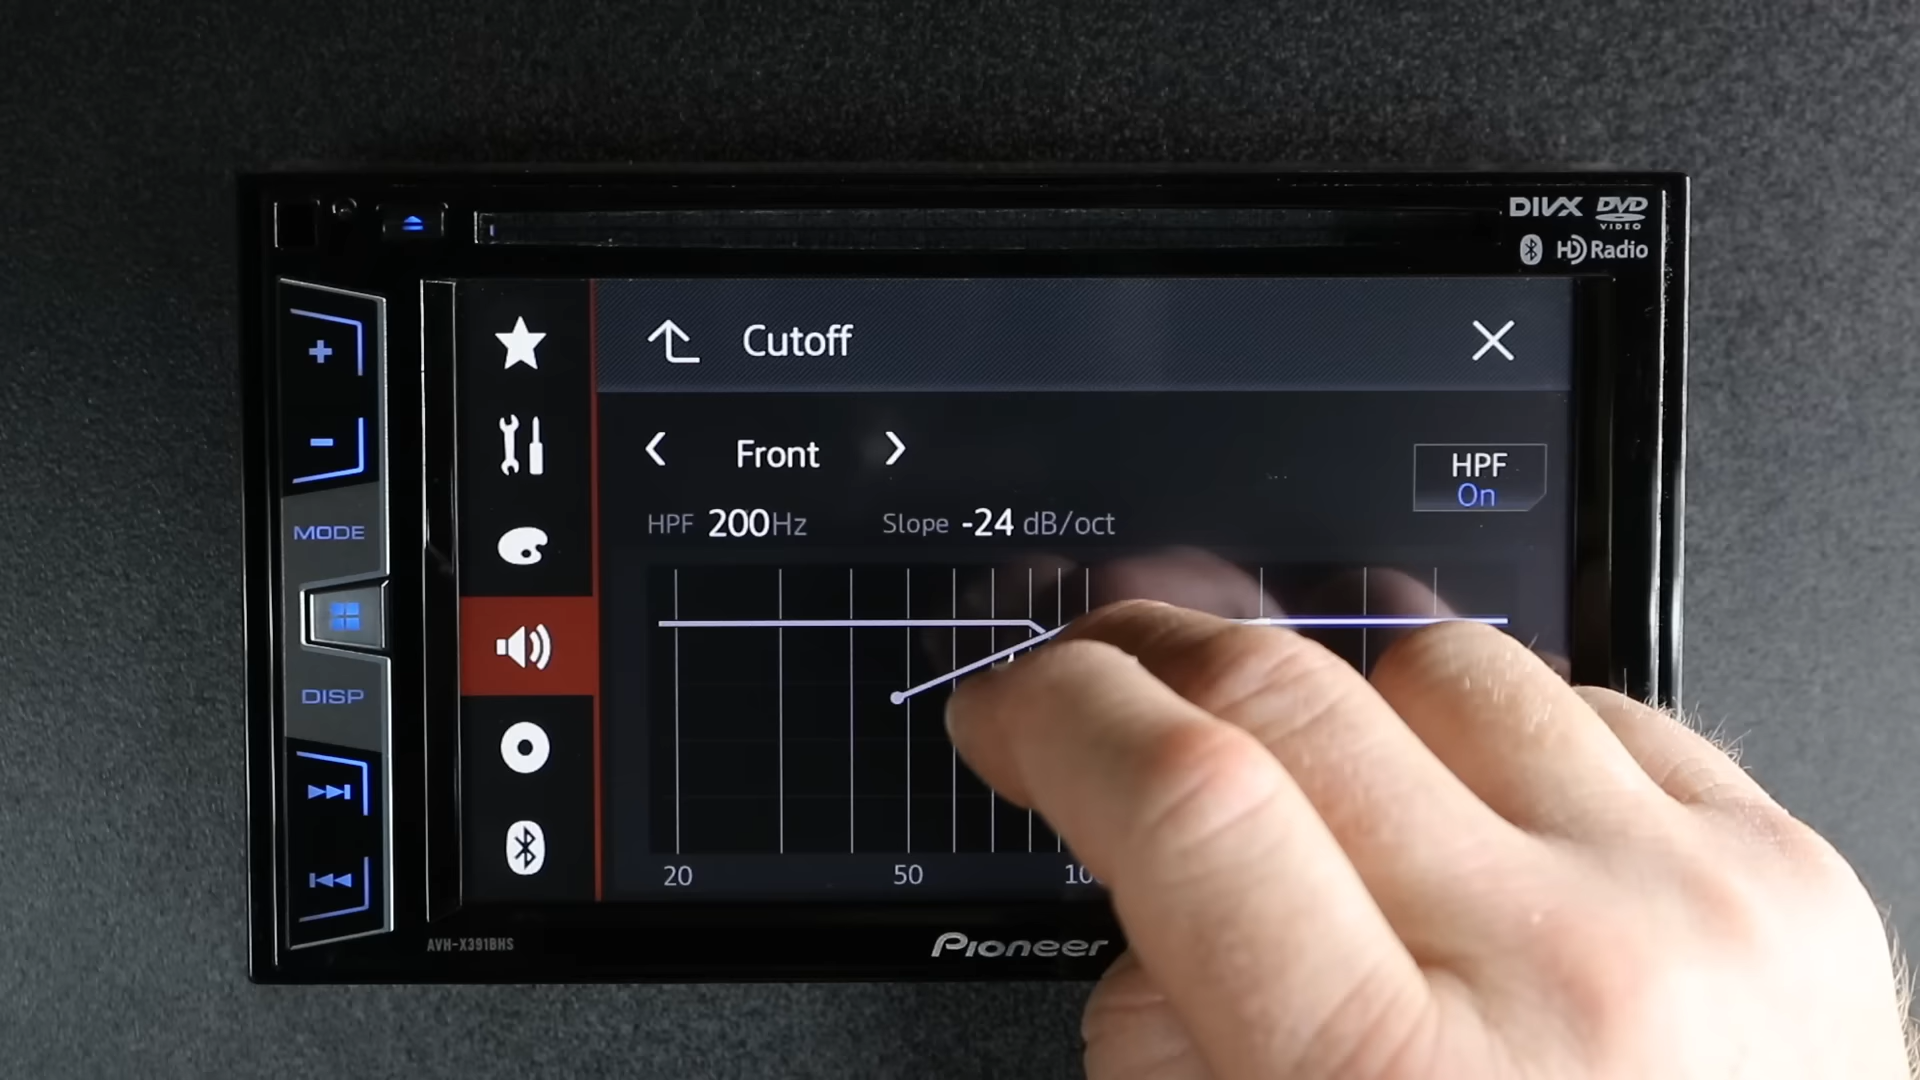 DIVX DVD
VIDEO
HD Radio
Cutoff
Front
HPF
On
HPF 200Hz Slope -24 dB/oct
MODE
DISP
20 50
AVH-X391BHS
Pioneer